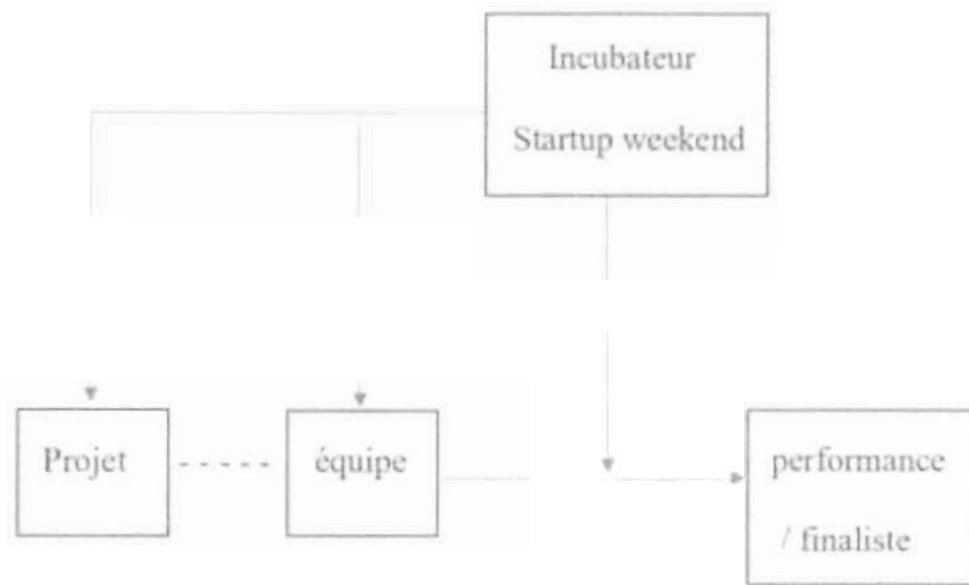 Incubateur
Startup weekend
Projet
équipe
performance
/ finaliste